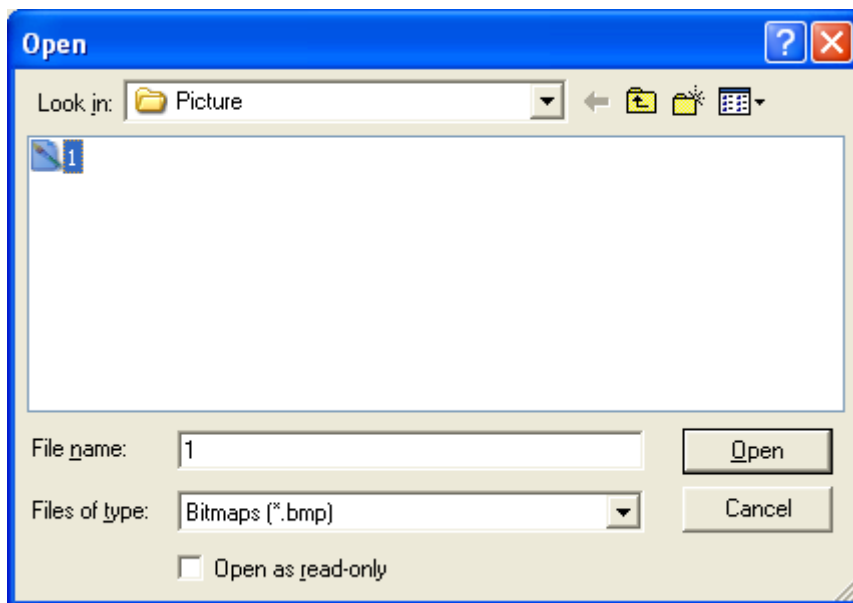 Open
Look in: Picture
1
File name: 1 Open
Files of type: Bitmaps (*.bmp) Cancel
Open as read-only